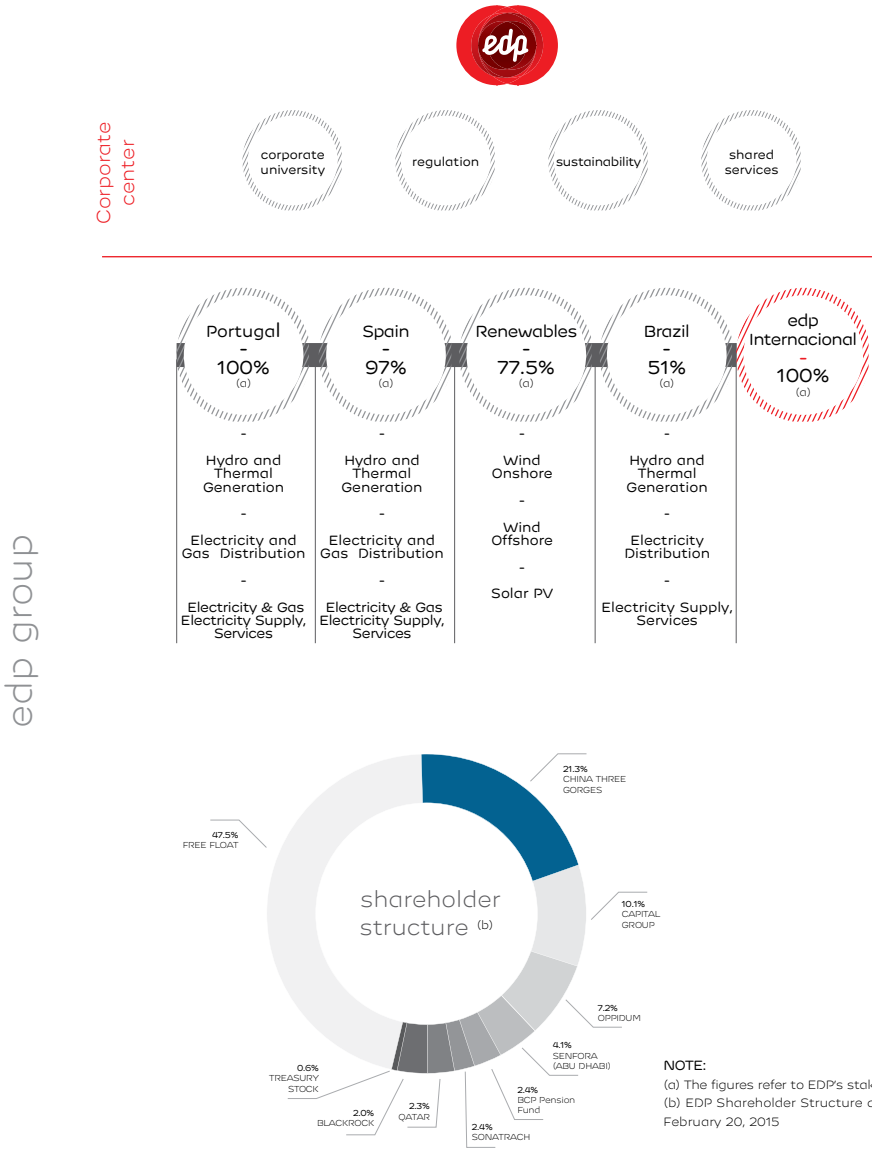 edp
Corporate
center
corporate
university
regulation
sustainability
shared
services
edp group
Portugal
-
100%
(a)
Spain
-
97%
(a)
Renewables
-
77.5%
(a)
Brazil
-
51%
(a)
edp
Internacional
-
100%
(a)
-
Hydro and
Thermal
Generation
-
Electricity and
Gas Distribution
-
Electricity & Gas
Electricity Supply,
Services
-
Hydro and
Thermal
Generation
-
Electricity and
Gas Distribution
-
Electricity & Gas
Electricity Supply,
Services
-
Wind
Onshore
-
Wind
Offshore
-
Solar PV
-
Hydro and
Thermal
Generation
-
Electricity
Distribution
-
Electricity Supply,
Services
shareholder
structure (b)
21.3%
CHINA THREE
GORGES
10.1%
CAPITAL
GROUP
7.2%
OPPIDUM
4.1%
SENFORA
(ABU DHABI)
2.4%
BCP Pension
Fund
2.4%
SONATRACH
2.3%
QATAR
2.0%
BLACKROCK
0.6%
TREASURY
STOCK
47.5%
FREE FLOAT
NOTE:
(a) The figures refer to EDP's
(b) EDP Shareholder Structure
February 20, 2015